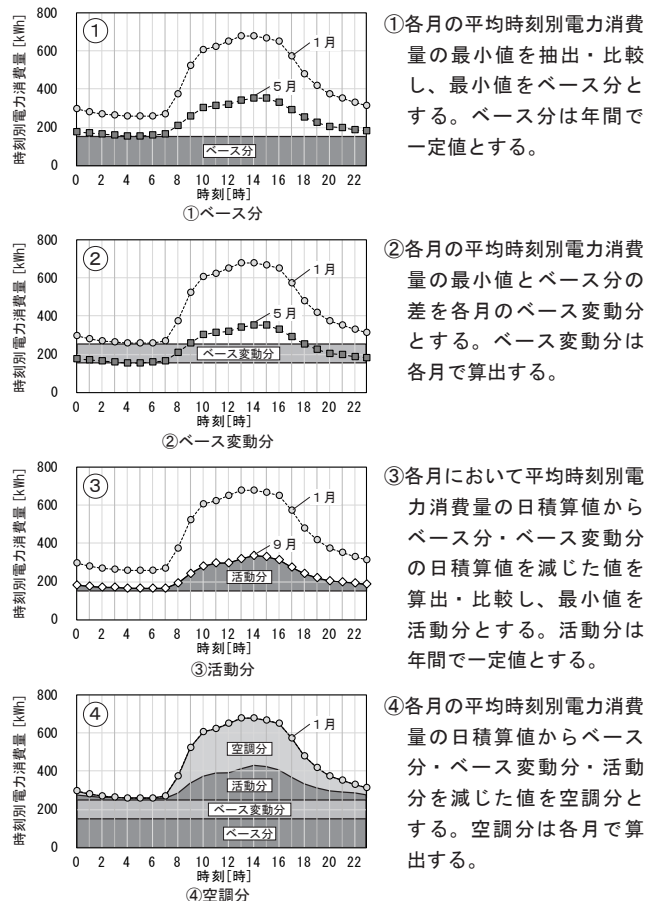 時刻別電力消費量 [kWh]
800
600
400
200
0
①
1月
5月
ベース分
0 2 4 6 8 10 12 14 16 18 20 22
時刻[時]
①ベース分
①各月の平均時刻別電力消費
量の最小値を抽出・比較
し、最小値をベース分と
する。ベース分は年間で
一定値とする。
時刻別電力消費量 [kWh]
800
600
400
200
0
②
1月
5月
ベース変動分
0 2 4 6 8 10 12 14 16 18 20 22
時刻[時]
②ベース変動分
②各月の平均時刻別電力消費
量の最小値とベース分の
差を各月のベース変動分
とする。ベース変動分は
各月で算出する。
時刻別電力消費量 [kWh]
800
600
400
200
0
③
1月
9月
活動分
0 2 4 6 8 10 12 14 16 18 20 22
時刻[時]
③活動分
③各月において平均時刻別電
力消費量の日積算値から
ベース分・ベース変動分
の日積算値を減じた値を
算出・比較し、最小値を
活動分とする。活動分は
年間で一定値とする。
時刻別電力消費量 [kWh]
800
600
400
200
0
④
1月
空調分
活動分
ベース変動分
ベース分
0 2 4 6 8 10 12 14 16 18 20 22
時刻[時]
④空調分
④各月の平均時刻別電力消費
量の日積算値からベース
分・ベース変動分・活動
分を減じた値を空調分と
する。空調分は各月で算
出する。